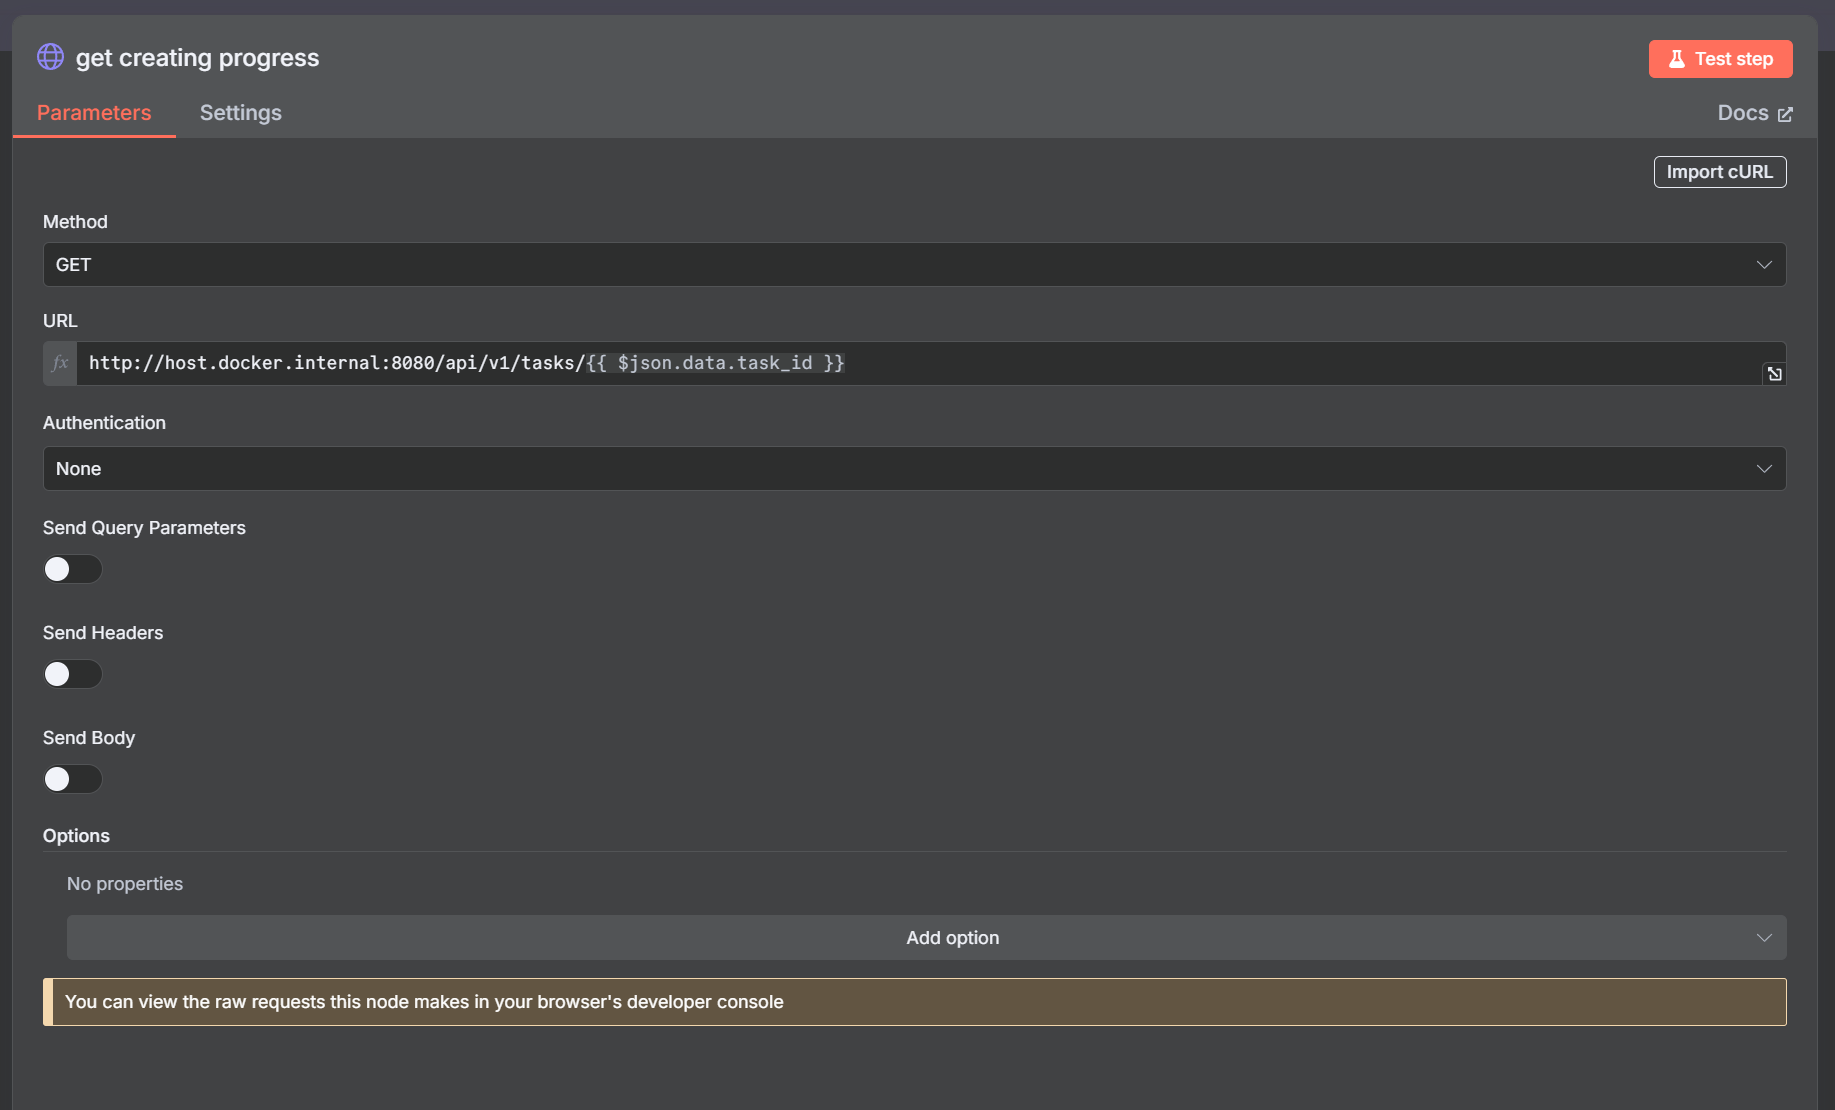 get creating progress
Test step
Parameters
Settings
Docs
Import cURL
Method
GET
URL
fx
http://host.docker.internal:8080/api/v1/tasks/{{ $json.data.task_id }}
Authentication
None
Send Query Parameters
Send Headers
Send Body
Options
No properties
Add option
You can view the raw requests this node makes in your browser's developer console